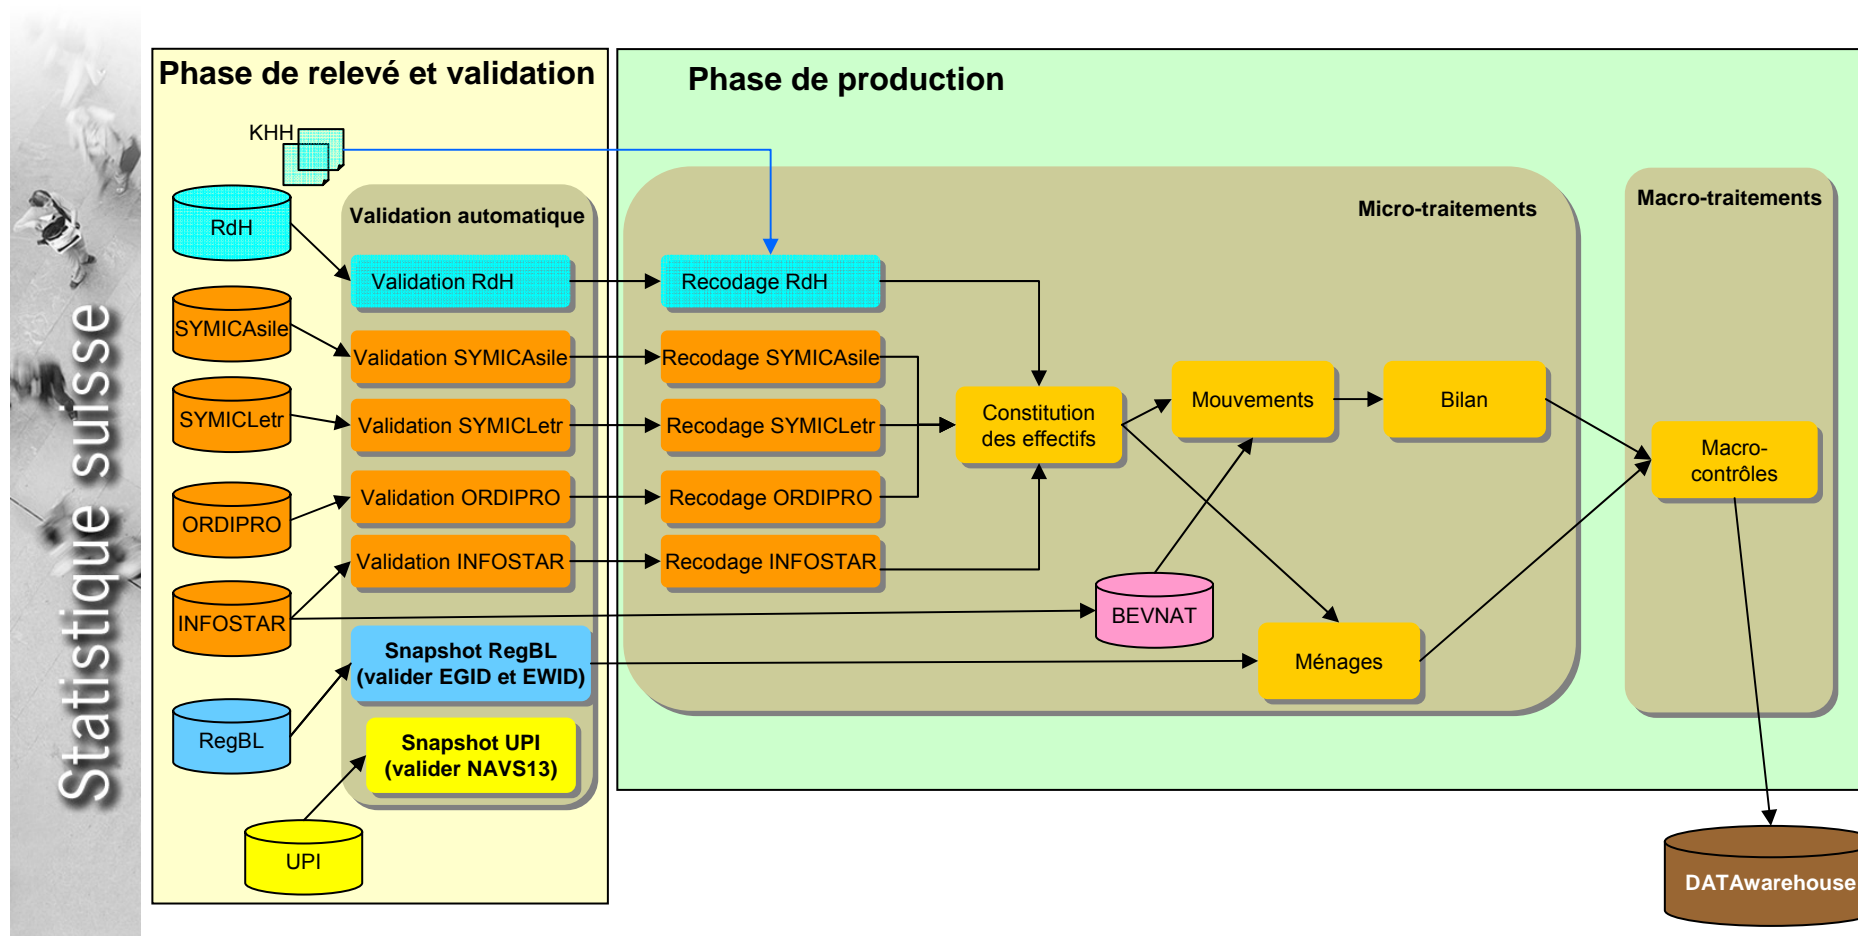 Statistique suisse
Phase de relevé et validation
Phase de production
KHH
RdH
SYMICAsile
SYMICLetr
ORDIPRO
INFOSTAR
RegBL
UPI
Validation automatique
Validation RdH
Validation SYMICAsile
Validation SYMICLetr
Validation ORDIPRO
Validation INFOSTAR
Snapshot RegBL
(valider EGID et EWID)
Snapshot UPI
(valider NAVS13)
Micro-traitements
Recodage RdH
Recodage SYMICAsile
Recodage SYMICLetr
Recodage ORDIPRO
Recodage INFOSTAR
Constitution
des effectifs
Mouvements
Bilan
BEVNAT
Ménages
Macro-traitements
Macro-
contrôles
DATAwarehouse